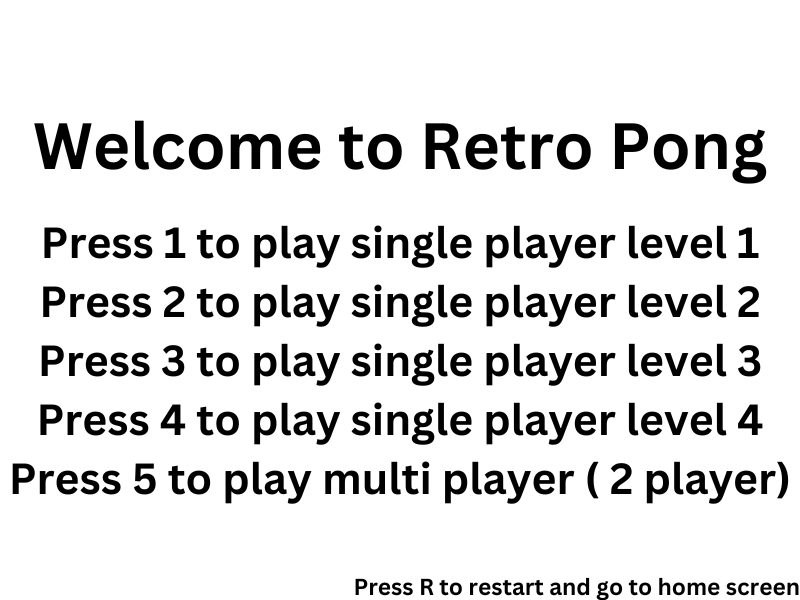 Welcome to Retro Pong
Press 1 to play single player level 1
Press 2 to play single player level 2
Press 3 to play single player level 3
Press 4 to play single player level 4
Press 5 to play multi player ( 2 player)
Press R to restart and go to home screen